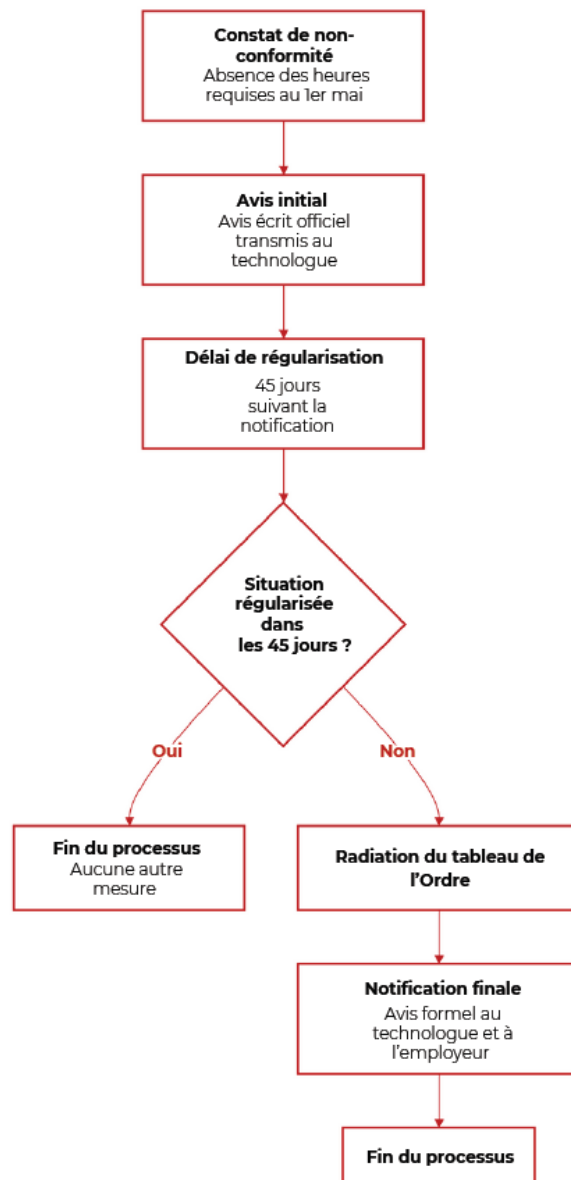 Constat de non-
conformité
Absence des heures
requises au 1er mai
Avis initial
Avis écrit officiel
transmis au
technologue
Délai de régularisation
45 jours
suivant la
notification
Situation
régularisée
dans
les 45 jours ?
Oui
Non
Fin du processus
Aucune autre
mesure
Radiation du tableau de
l'Ordre
Notification finale
Avis formel au
technologue et à
l'employeur
Fin du processus